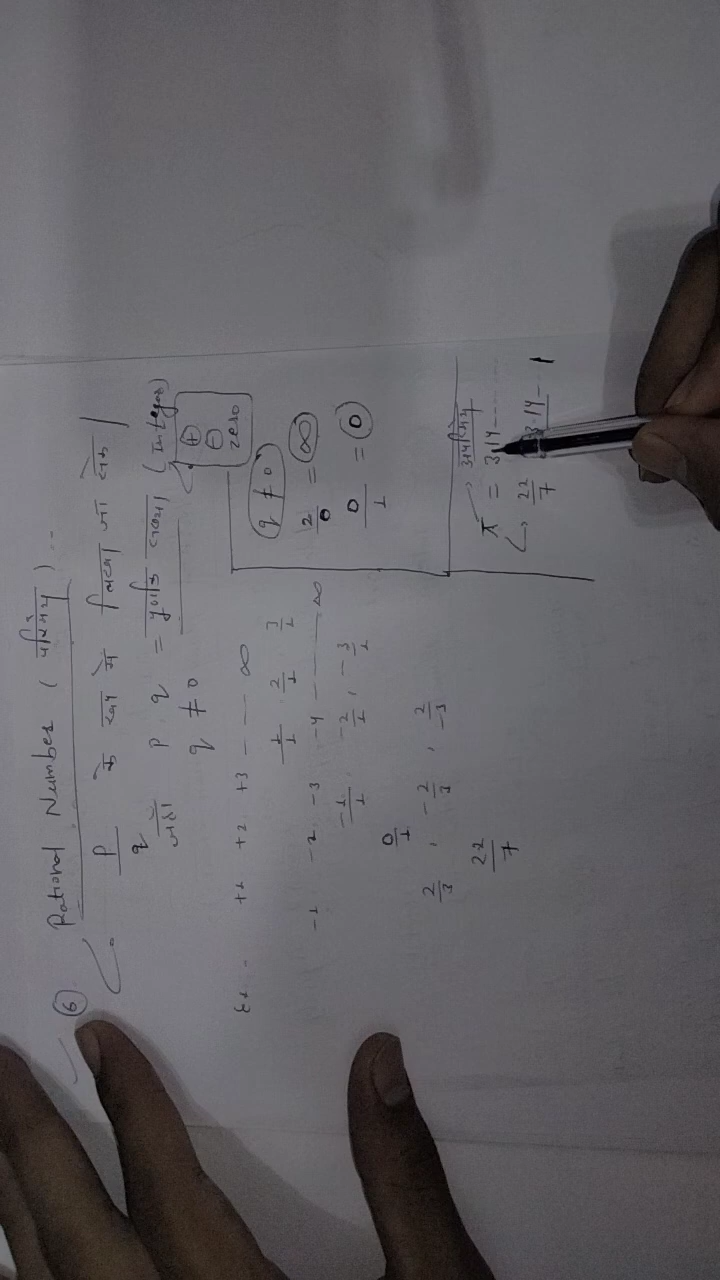 ⑥ Rational Number (परिमेय) :-
p/q के रूप में लिखा जा सके।
जहाँ p, q = पूर्णांक संख्या (Integer)
q ≠ 0
⊕
⊖
zero
Ex - +1 +2 +3 - - - ∞
1/1, 2/1, 3/1
-1 -2 -3 -4 - - - - ∞
-1/1, -2/1, -3/1
0/1
2/3, -2/3, 2/-3
22/7
q ≠ 0
2/0 = ∞
0/1 = 0
π = 3.14 ------
22/7 3.14 --